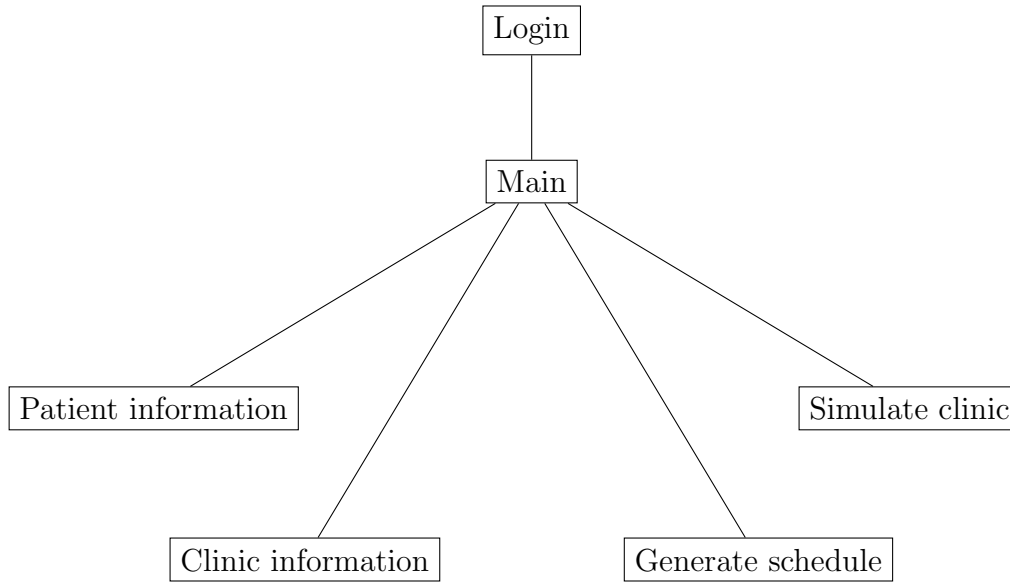 Login
Main
Patient information
Simulate clinic
Clinic information
Generate schedule